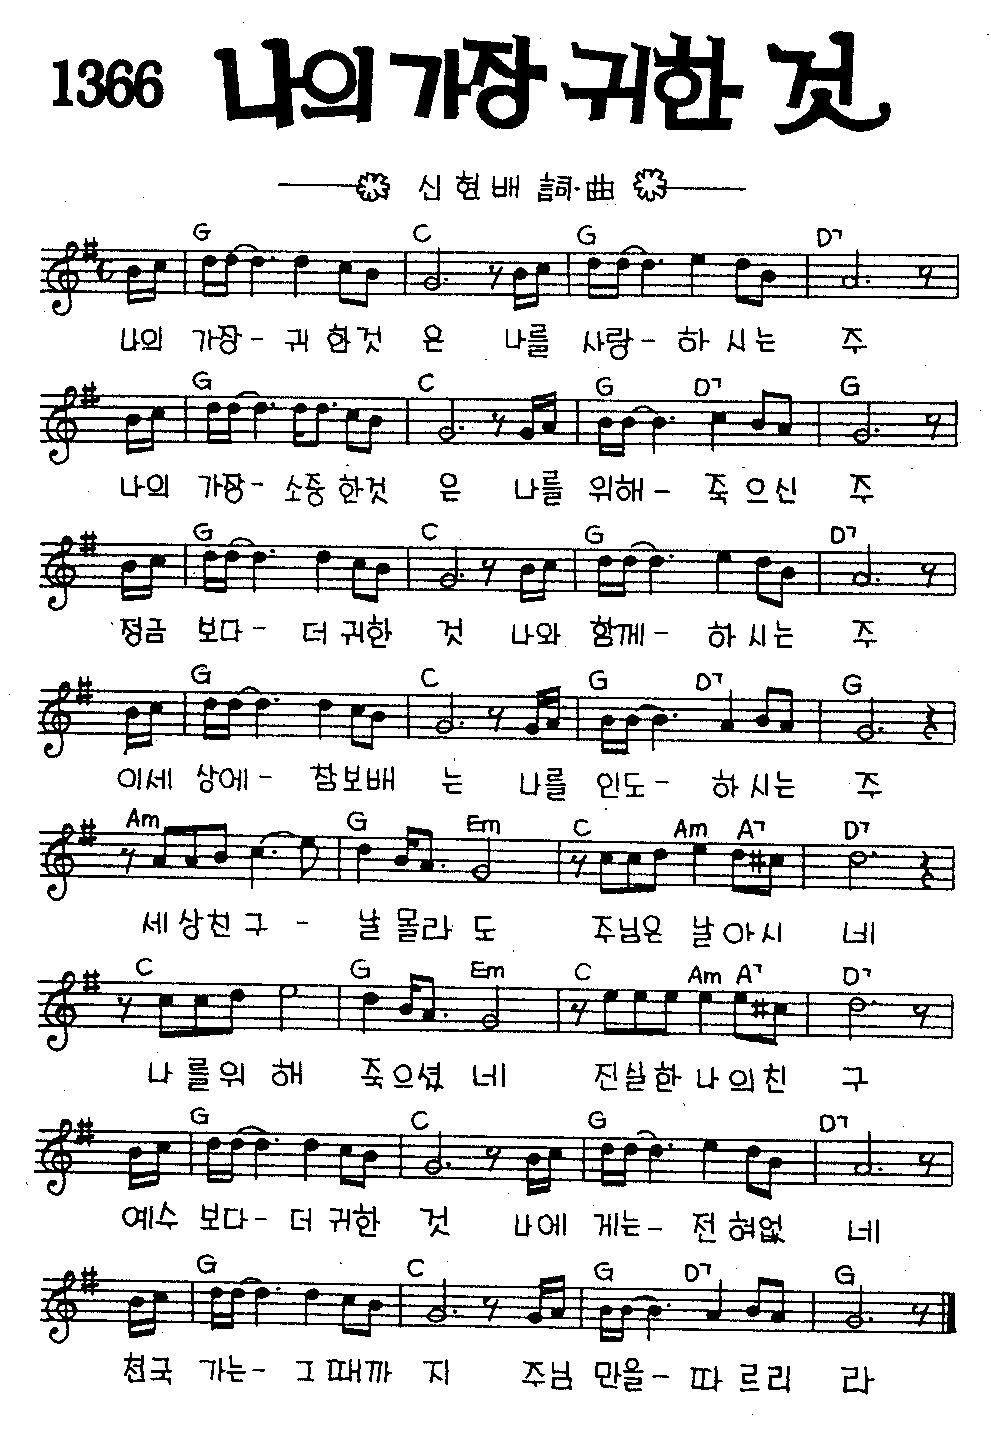 1366 나의 가장 귀한 것
신현배 詞·曲
G C G D7
나의 가장- 귀 한것 은 나를 사랑- 하 시는 주
G C G D7 G
나의 가장- 소중 한것 은 나를 위해- 죽 으신 주
G C G D7
정금 보다- 더 귀한 것 나와 함께- 하 시는 주
G C G D7 G
이세 상에- 참보배 는 나를 인도- 하 시는 주
Am G Em C Am A7 D7
세상친구 - 날 몰라 도 주님은 날아시 네
C G Em C Am A7 D7
나 를위 해 죽으셨 네 진실한 나의친 구
G C G D7
예수 보다- 더 귀한 것 나에 게는- 전 혀없 네
G C G D7 G
천국 가는- 그 때까 지 주님 만을- 따 르리 라